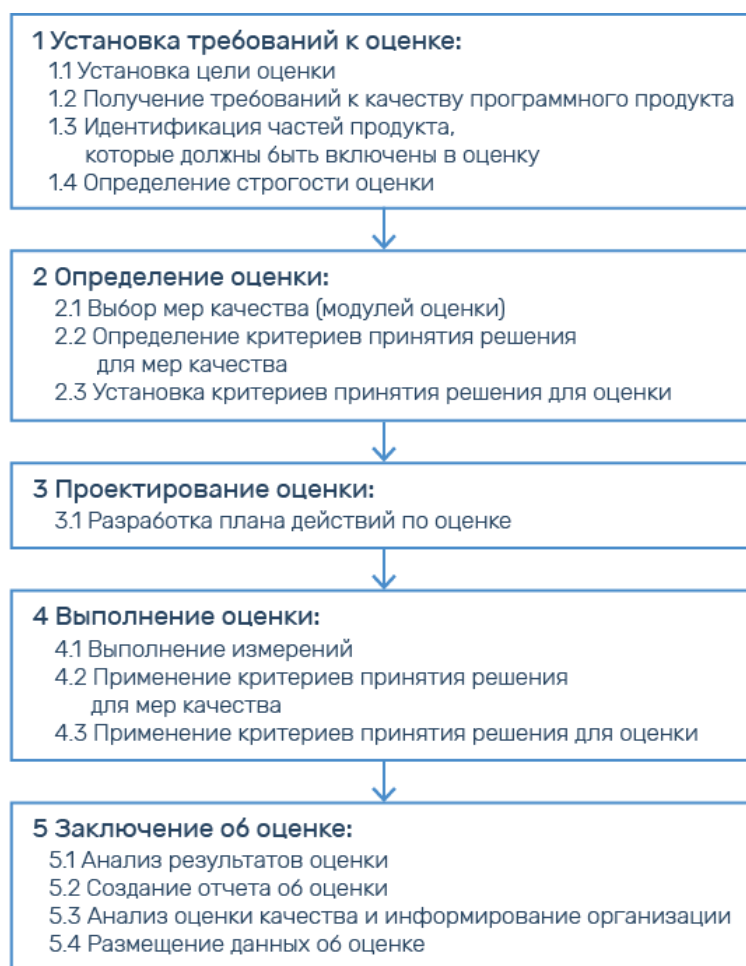 1 Установка требований к оценке:
1.1 Установка цели оценки
1.2 Получение требований к качеству программного продукта
1.3 Идентификация частей продукта,
которые должны быть включены в оценку
1.4 Определение строгости оценки
2 Определение оценки:
2.1 Выбор мер качества (модулей оценки)
2.2 Определение критериев принятия решения
для мер качества
2.3 Установка критериев принятия решения для оценки
3 Проектирование оценки:
3.1 Разработка плана действий по оценке
4 Выполнение оценки:
4.1 Выполнение измерений
4.2 Применение критериев принятия решения
для мер качества
4.3 Применение критериев принятия решения для оценки
5 Заключение об оценке:
5.1 Анализ результатов оценки
5.2 Создание отчета об оценки
5.3 Анализ оценки качества и информирование организации
5.4 Размещение данных об оценке